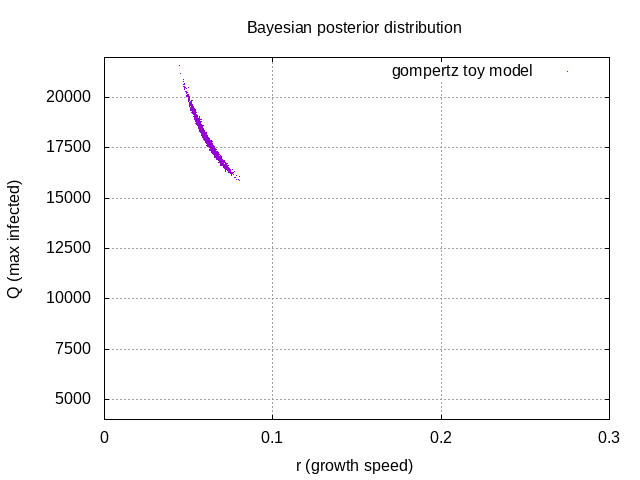 Bayesian posterior distribution
gompertz toy model
20000
17500
15000
12500
10000
7500
5000
Q (max infected)
0 0.1 0.2 0.3
r (growth speed)